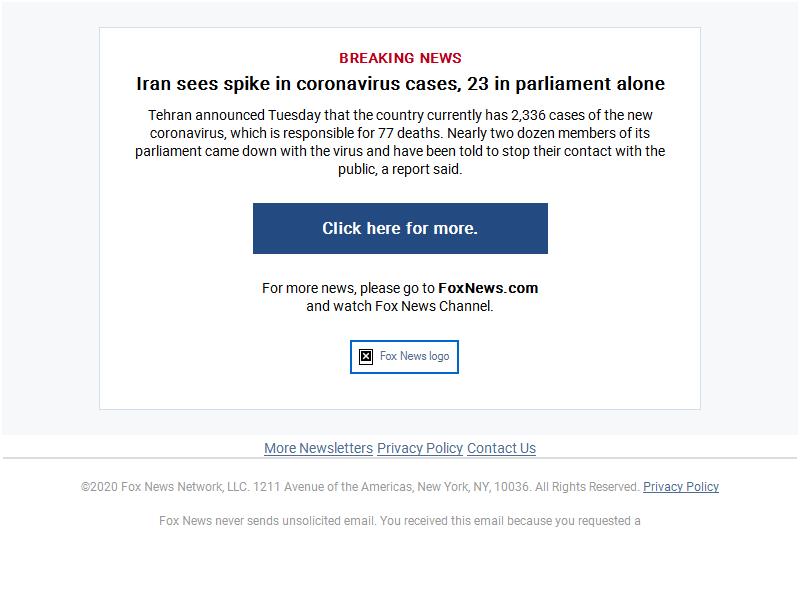 BREAKING NEWS
Iran sees spike in coronavirus cases, 23 in parliament alone
Tehran announced Tuesday that the country currently has 2,336 cases of the new
coronavirus, which is responsible for 77 deaths. Nearly two dozen members of its
parliament came down with the virus and have been told to stop their contact with the
public, a report said.
Click here for more.
For more news, please go to FoxNews.com
and watch Fox News Channel.
Fox News logo
More Newsletters Privacy Policy Contact Us
©2020 Fox News Network, LLC. 1211 Avenue of the Americas, New York, NY, 10036. All Rights Reserved. Privacy Policy
Fox News never sends unsolicited email. You received this email because you requested a